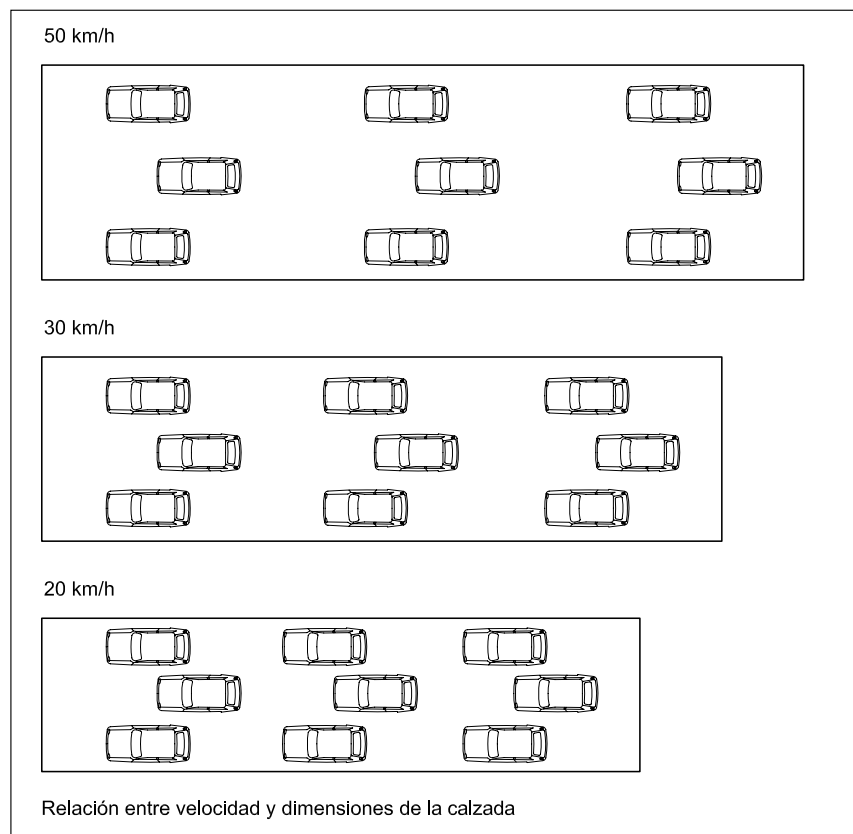 50 km/h
30 km/h
20 km/h
Relación entre velocidad y dimensiones de la calzada